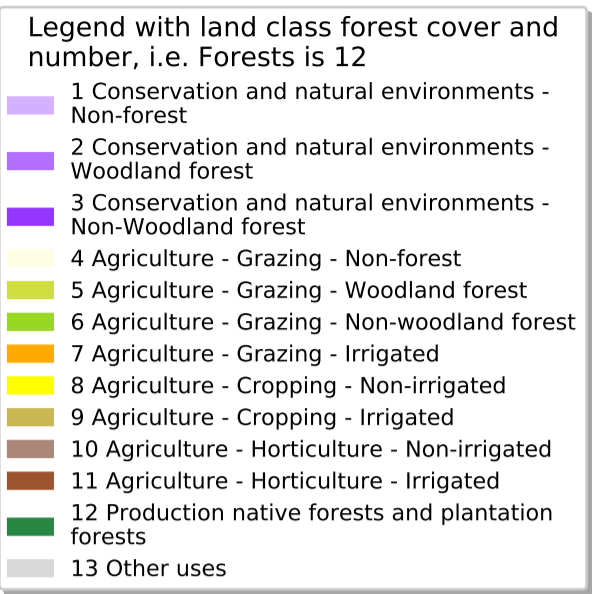 Legend with land class forest cover and
number, i.e. Forests is 12
1 Conservation and natural environments -
Non-forest
2 Conservation and natural environments -
Woodland forest
3 Conservation and natural environments -
Non-Woodland forest
4 Agriculture - Grazing - Non-forest
5 Agriculture - Grazing - Woodland forest
6 Agriculture - Grazing - Non-woodland forest
7 Agriculture - Grazing - Irrigated
8 Agriculture - Cropping - Non-irrigated
9 Agriculture - Cropping - Irrigated
10 Agriculture - Horticulture - Non-irrigated
11 Agriculture - Horticulture - Irrigated
12 Production native forests and plantation
forests
13 Other uses